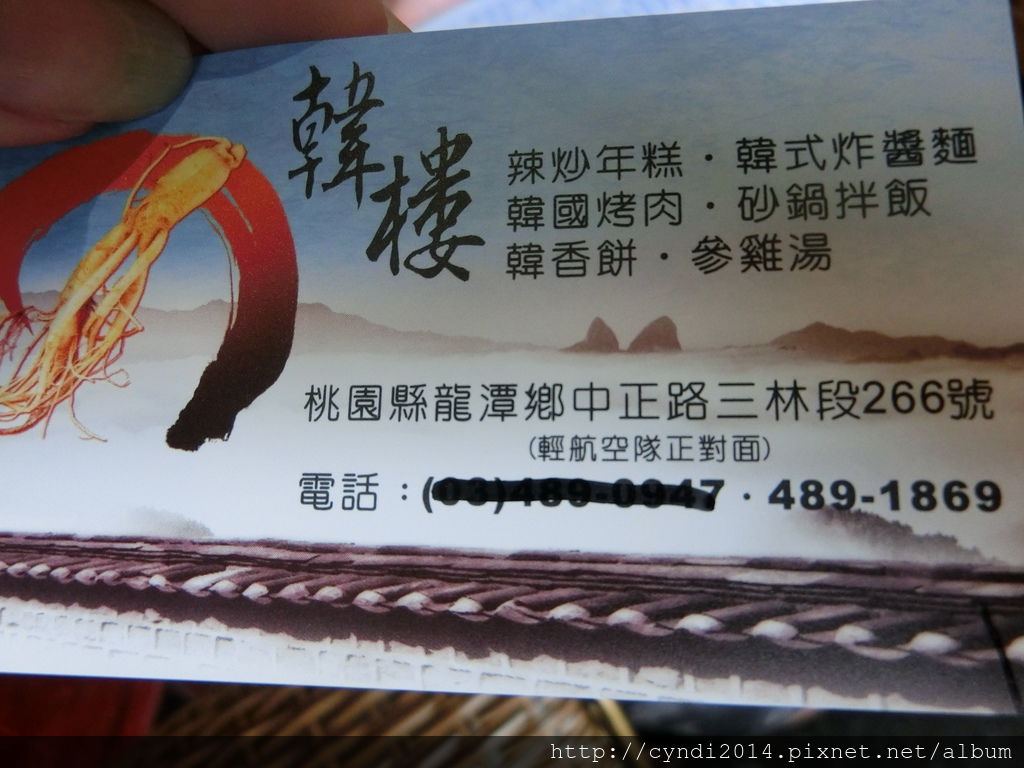 韓樓
辣炒年糕・韓式炸醬麵
韓國烤肉・砂鍋拌飯
韓香餅・參雞湯
桃園縣龍潭鄉中正路三林段266號
(輕航空隊正對面)
電話：(03)489-0947・489-1869
http://cyndi2014.pixnet.net/album